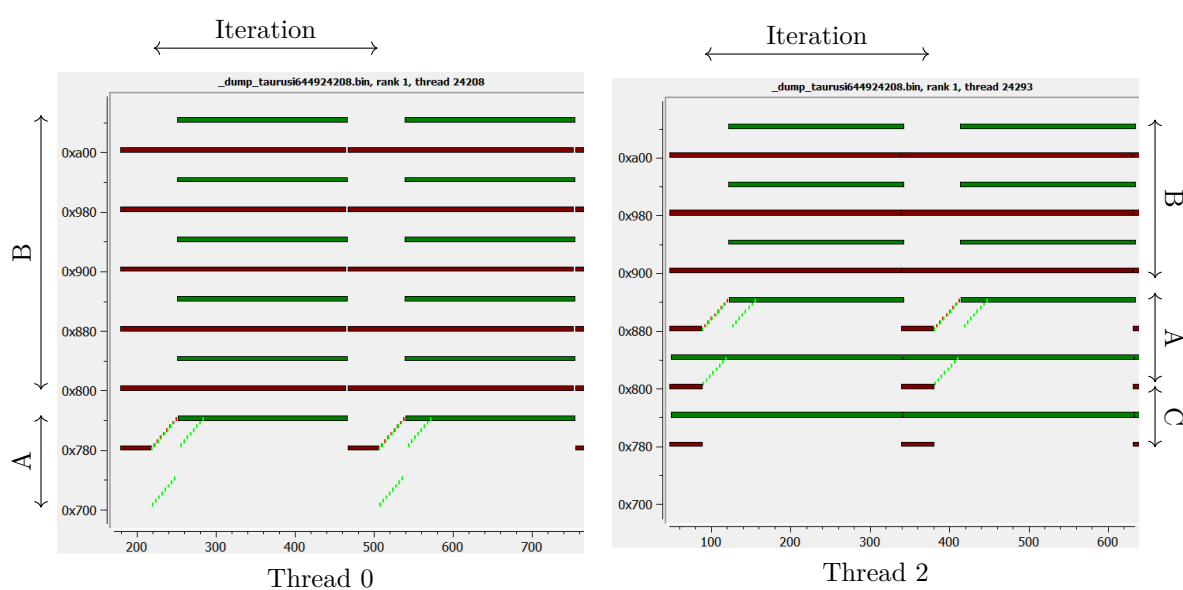 Iteration
_dump_taurusi644924208.bin, rank 1, thread 24208
B
A
0xa00
0x980
0x900
0x880
0x800
0x780
0x700
200 300 400 500 600 700
Thread 0
Iteration
_dump_taurusi644924208.bin, rank 1, thread 24293
0xa00
0x980
0x900
0x880
0x800
0x780
0x700
B
A
C
100 200 300 400 500 600
Thread 2